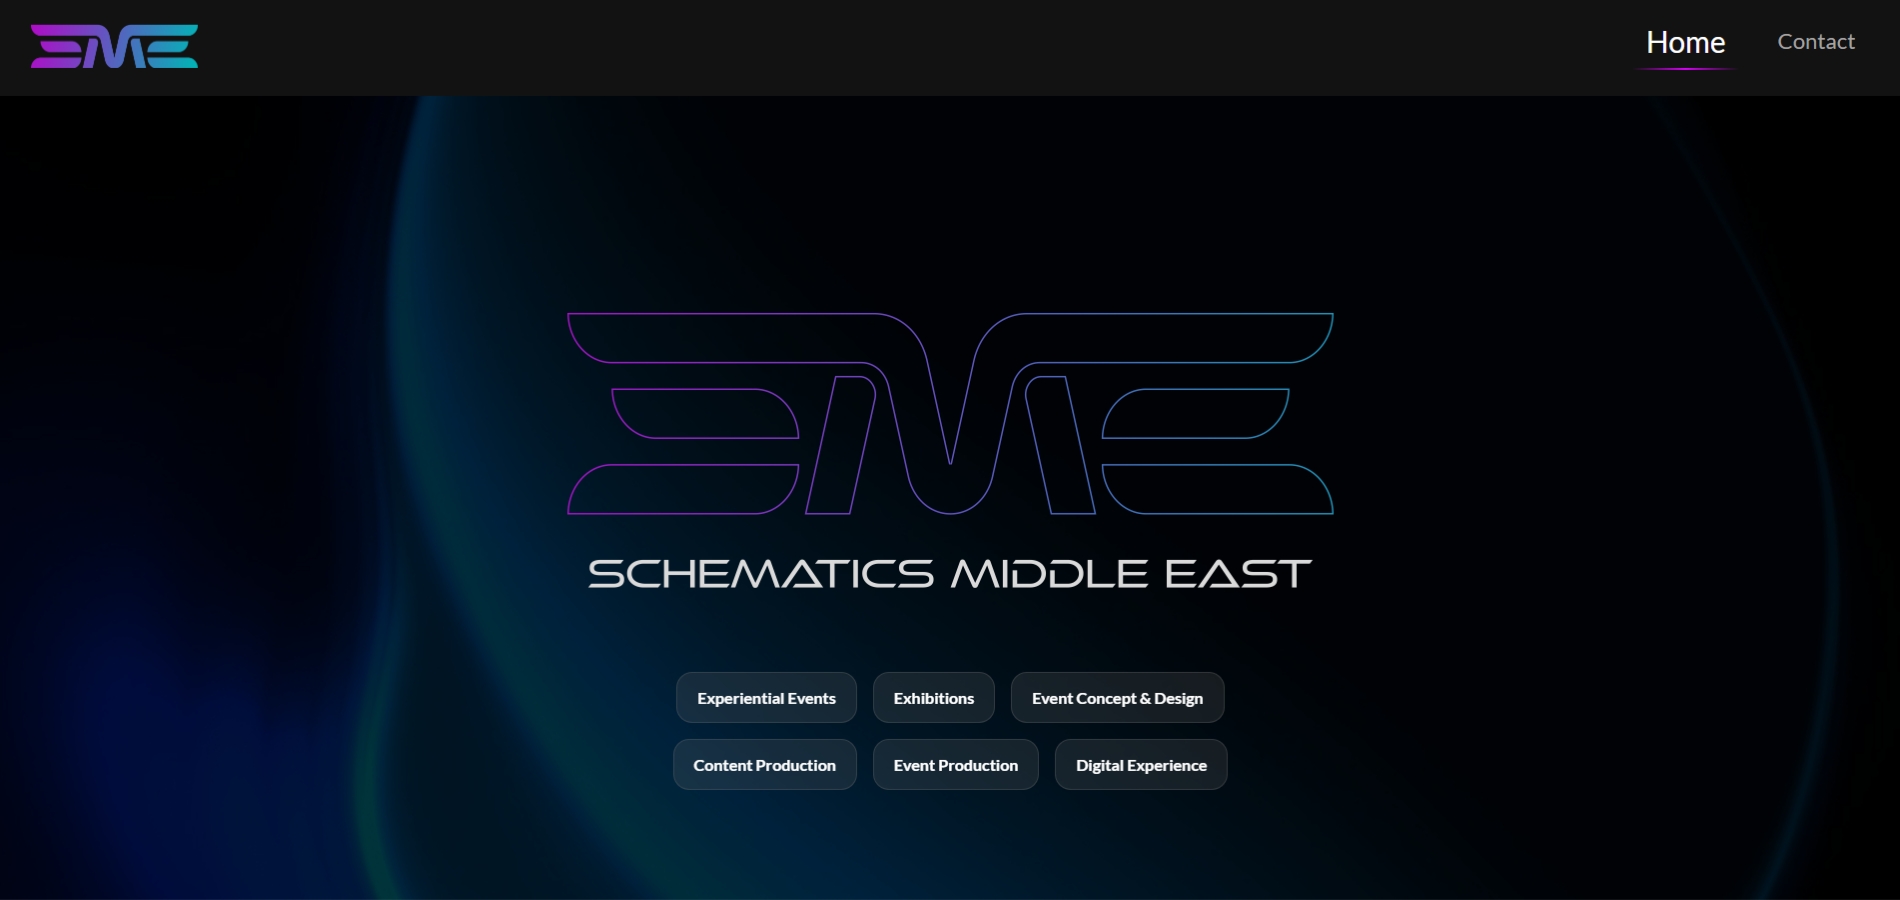 SME
Home
Contact
SME
SCHEMATICS MIDDLE EAST
Experiential Events
Exhibitions
Event Concept & Design
Content Production
Event Production
Digital Experience